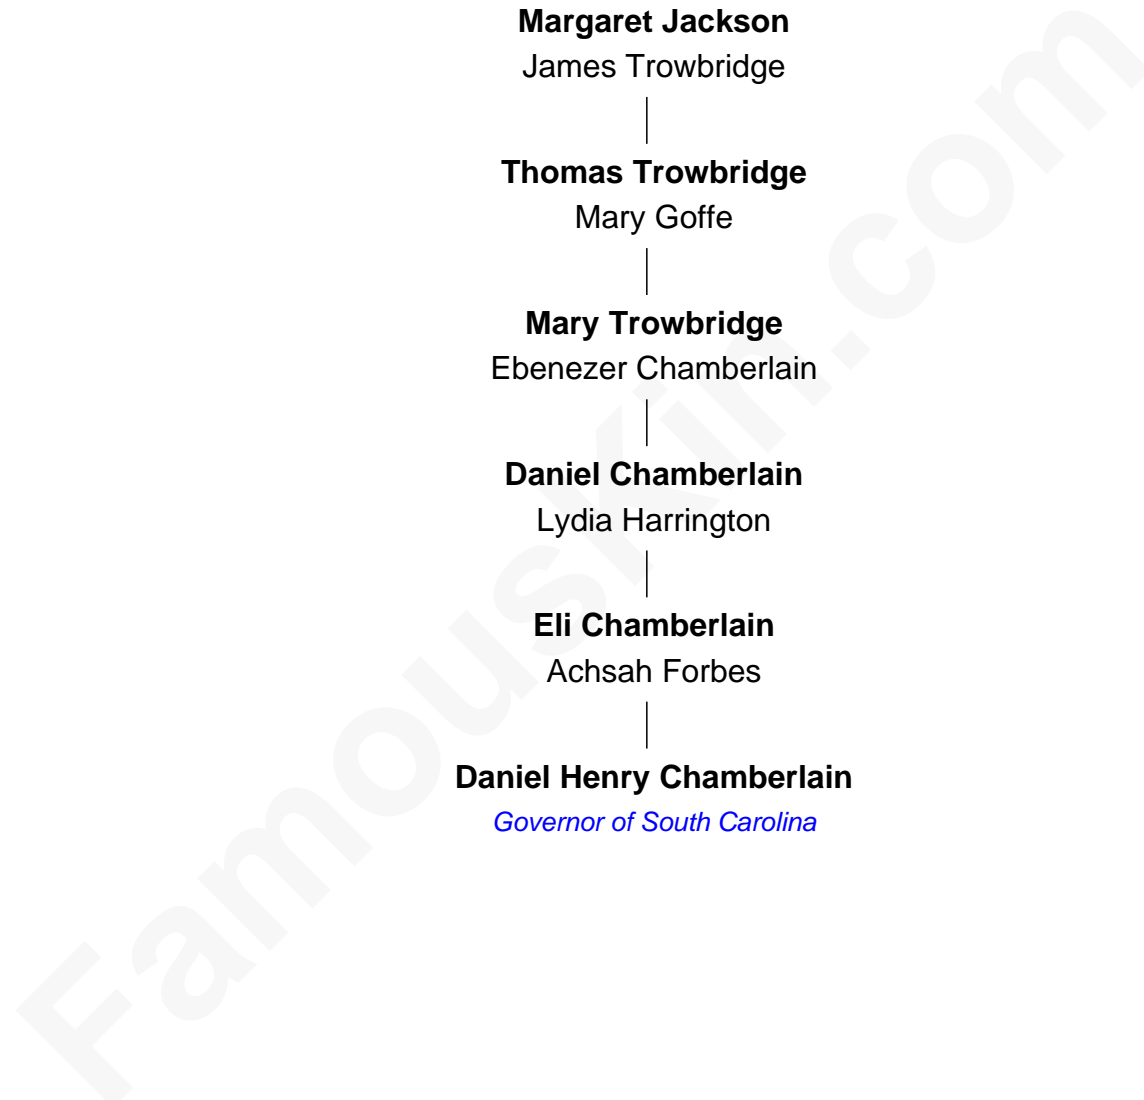 Margaret Jackson
James Trowbridge
Thomas Trowbridge
Mary Goffe
Mary Trowbridge
Ebenezer Chamberlain
Daniel Chamberlain
Lydia Harrington
Eli Chamberlain
Achsah Forbes
Daniel Henry Chamberlain
Governor of South Carolina
FamousKin.com